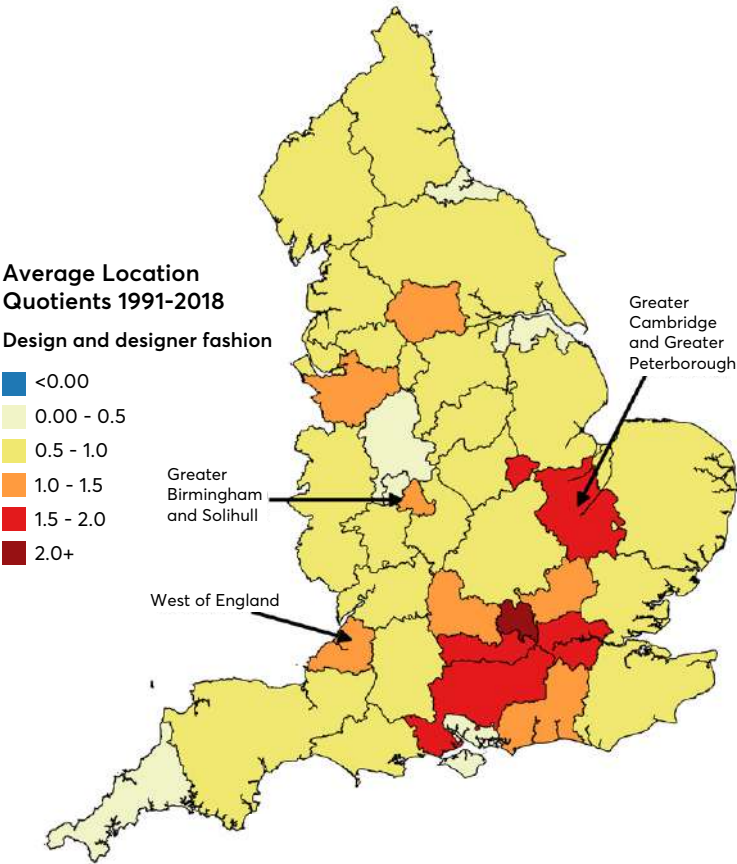 Average Location
Quotients 1991-2018
Design and designer fashion
<0.00
0.00 - 0.5
0.5 - 1.0
1.0 - 1.5
1.5 - 2.0
2.0+
Greater
Cambridge
and Greater
Peterborough
Greater
Birmingham
and Solihull
West of England